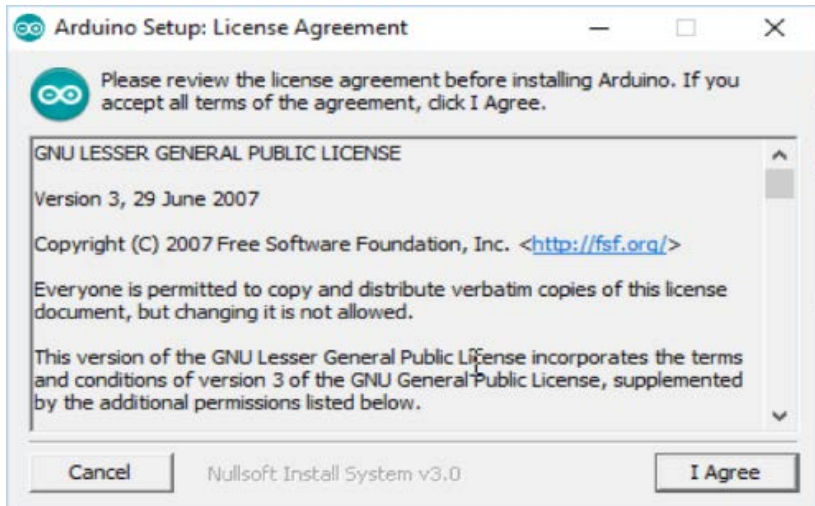 Arduino Setup: License Agreement
Please review the license agreement before installing Arduino. If you
accept all terms of the agreement, click I Agree.
GNU LESSER GENERAL PUBLIC LICENSE
Version 3, 29 June 2007
Copyright (C) 2007 Free Software Foundation, Inc. <http://fsf.org/>
Everyone is permitted to copy and distribute verbatim copies of this license
document, but changing it is not allowed.
This version of the GNU Lesser General Public License incorporates the terms
and conditions of version 3 of the GNU General Public License, supplemented
by the additional permissions listed below.
Cancel
Nullsoft Install System v3.0
I Agree